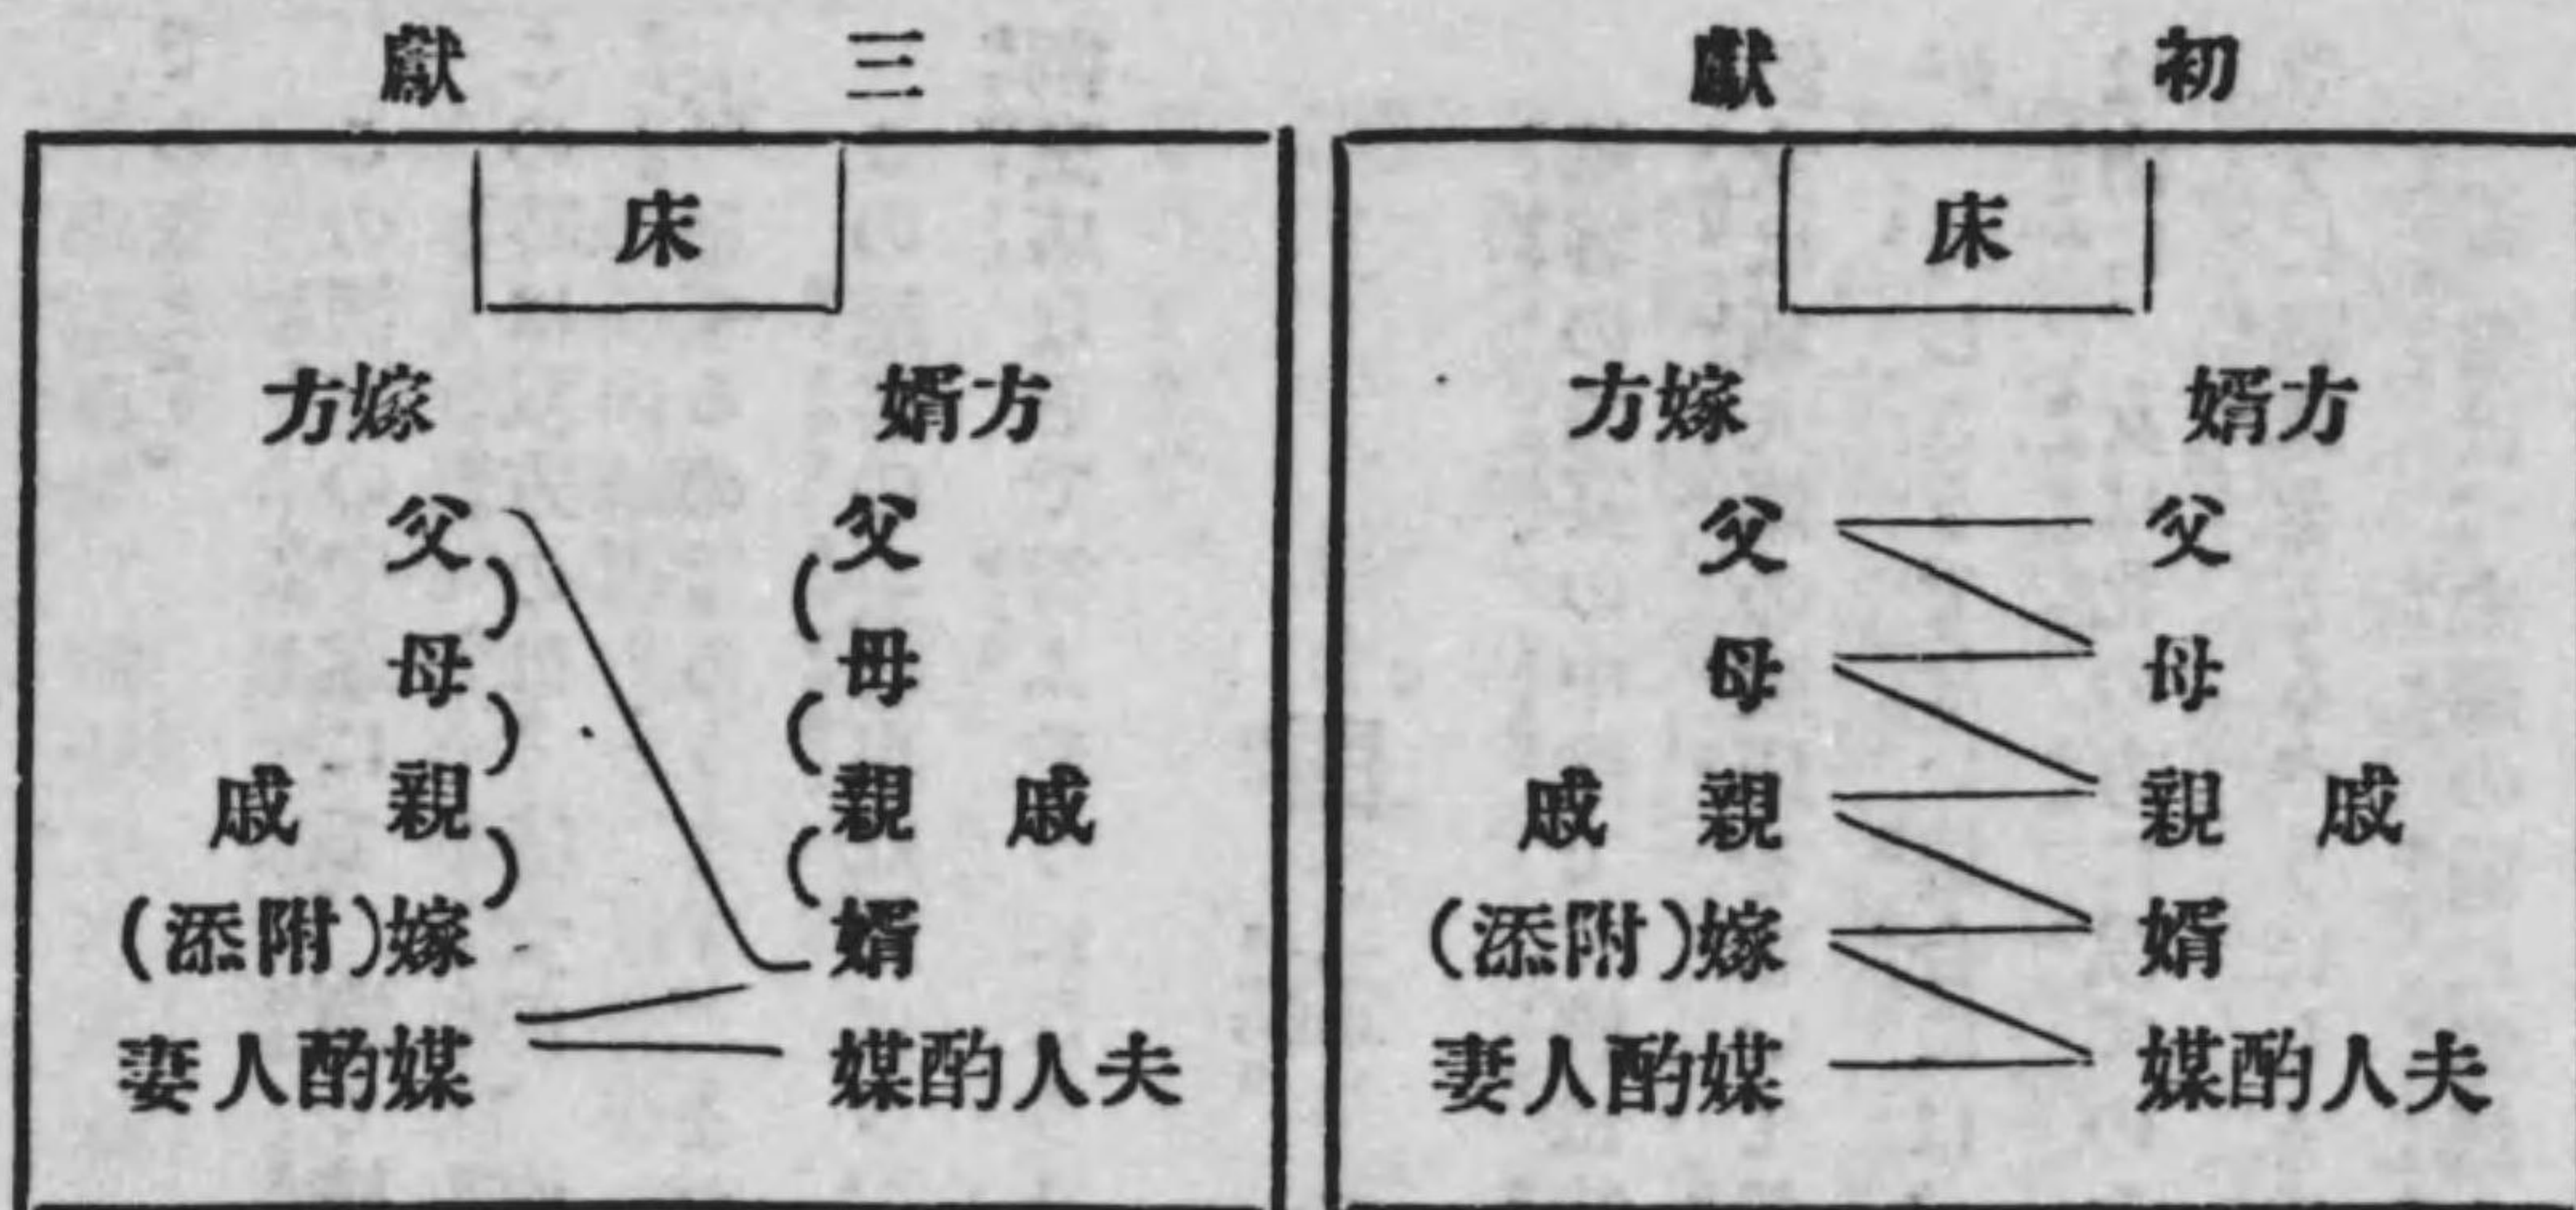 初獻
床
婿方
父
母
親戚
婿
媒酌人夫
嫁方
父
母
親戚
嫁(附添)
媒酌人妻
三獻
床
婿方
父
母
親戚
婿
媒酌人夫
嫁方
父
母
親戚
嫁(附添)
媒酌人妻